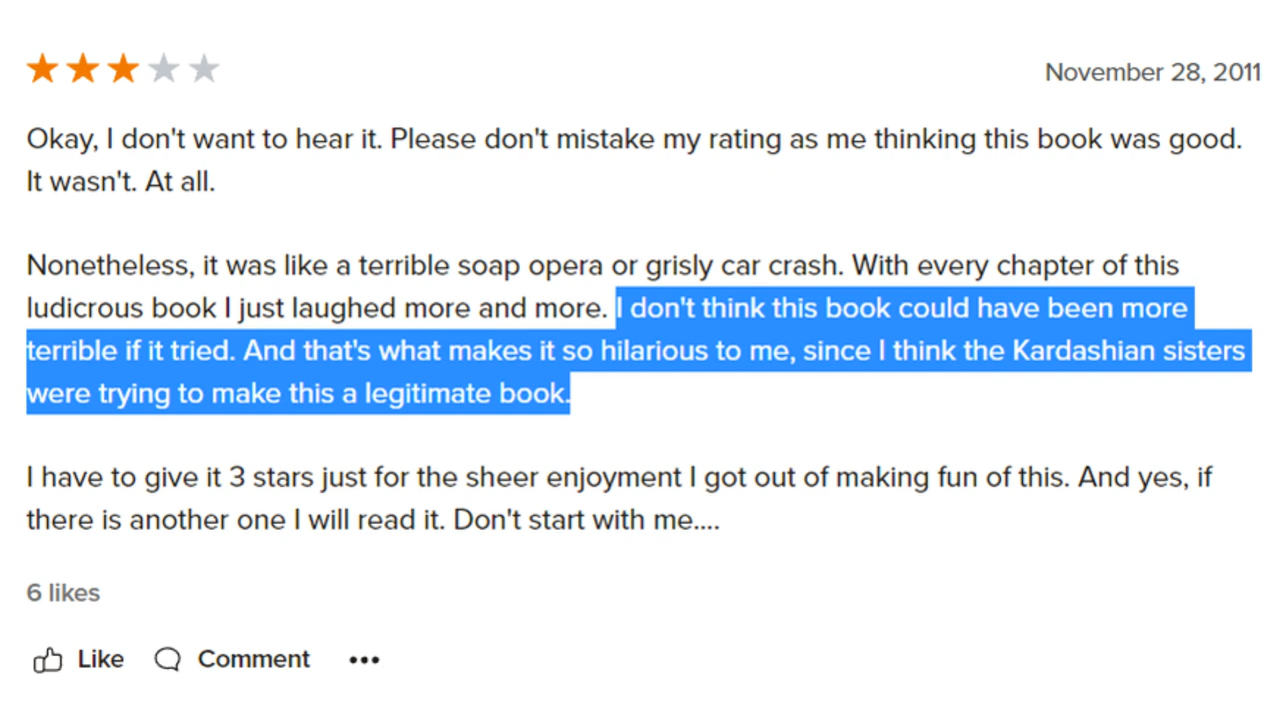 November 28, 2011
Okay, I don't want to hear it. Please don't mistake my rating as me thinking this book was good.
It wasn't. At all.
Nonetheless, it was like a terrible soap opera or grisly car crash. With every chapter of this
ludicrous book I just laughed more and more. I don't think this book could have been more
terrible if it tried. And that's what makes it so hilarious to me, since I think the Kardashian sisters
were trying to make this a legitimate book.
I have to give it 3 stars just for the sheer enjoyment I got out of making fun of this. And yes, if
there is another one I will read it. Don't start with me....
6 likes
Like Comment •••